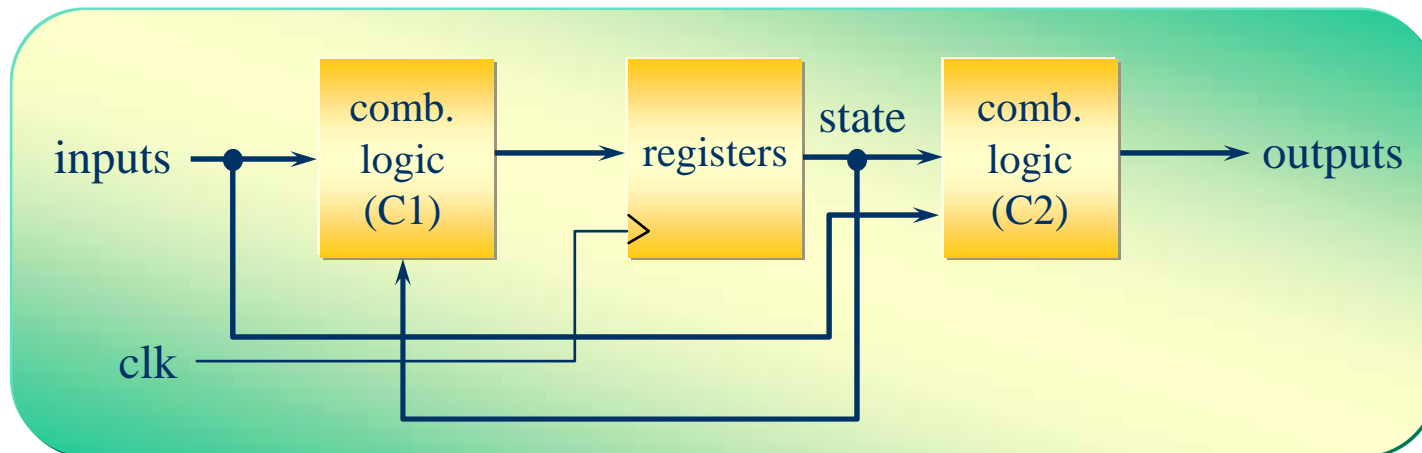 inputs
comb.
logic
(C1)
registers
state
comb.
logic
(C2)
outputs
clk